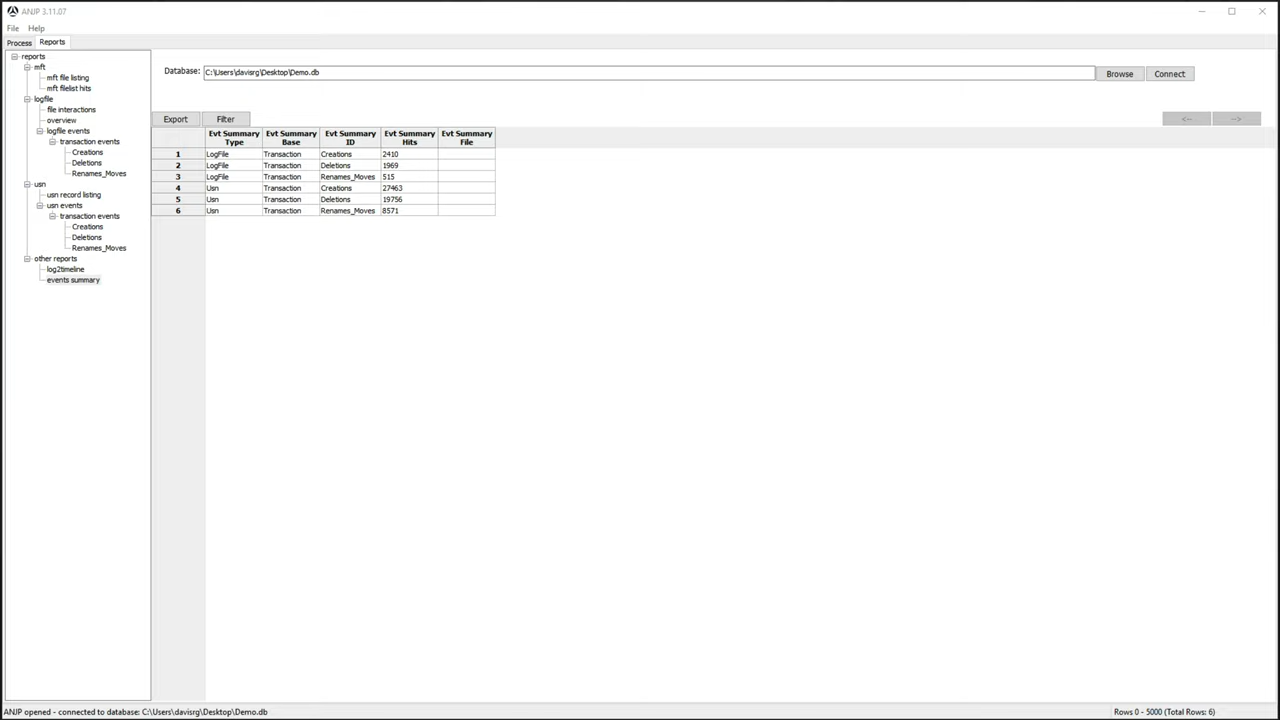 ANJP 3.11.07
File Help
Process Reports
reports
mft
mft file listing
mft filelist hits
logfile
file interactions
overview
logfile events
transaction events
Creations
Deletions
Renames_Moves
usn
usn record listing
usn events
transaction events
Creations
Deletions
Renames_Moves
other reports
log2timeline
events summary
Database: C:\Users\davisrg\Desktop\Demo.db Browse Connect
Export Filter <-- -->
Evt Summary Type Evt Summary Base Evt Summary ID Evt Summary Hits Evt Summary File
1 LogFile Transaction Creations 2410
2 LogFile Transaction Deletions 1969
3 LogFile Transaction Renames_Moves 515
4 Usn Transaction Creations 27463
5 Usn Transaction Deletions 19756
6 Usn Transaction Renames_Moves 8571
ANJP opened - connected to database: C:\Users\davisrg\Desktop\Demo.db Rows 0 - 5000 (Total Rows: 6)